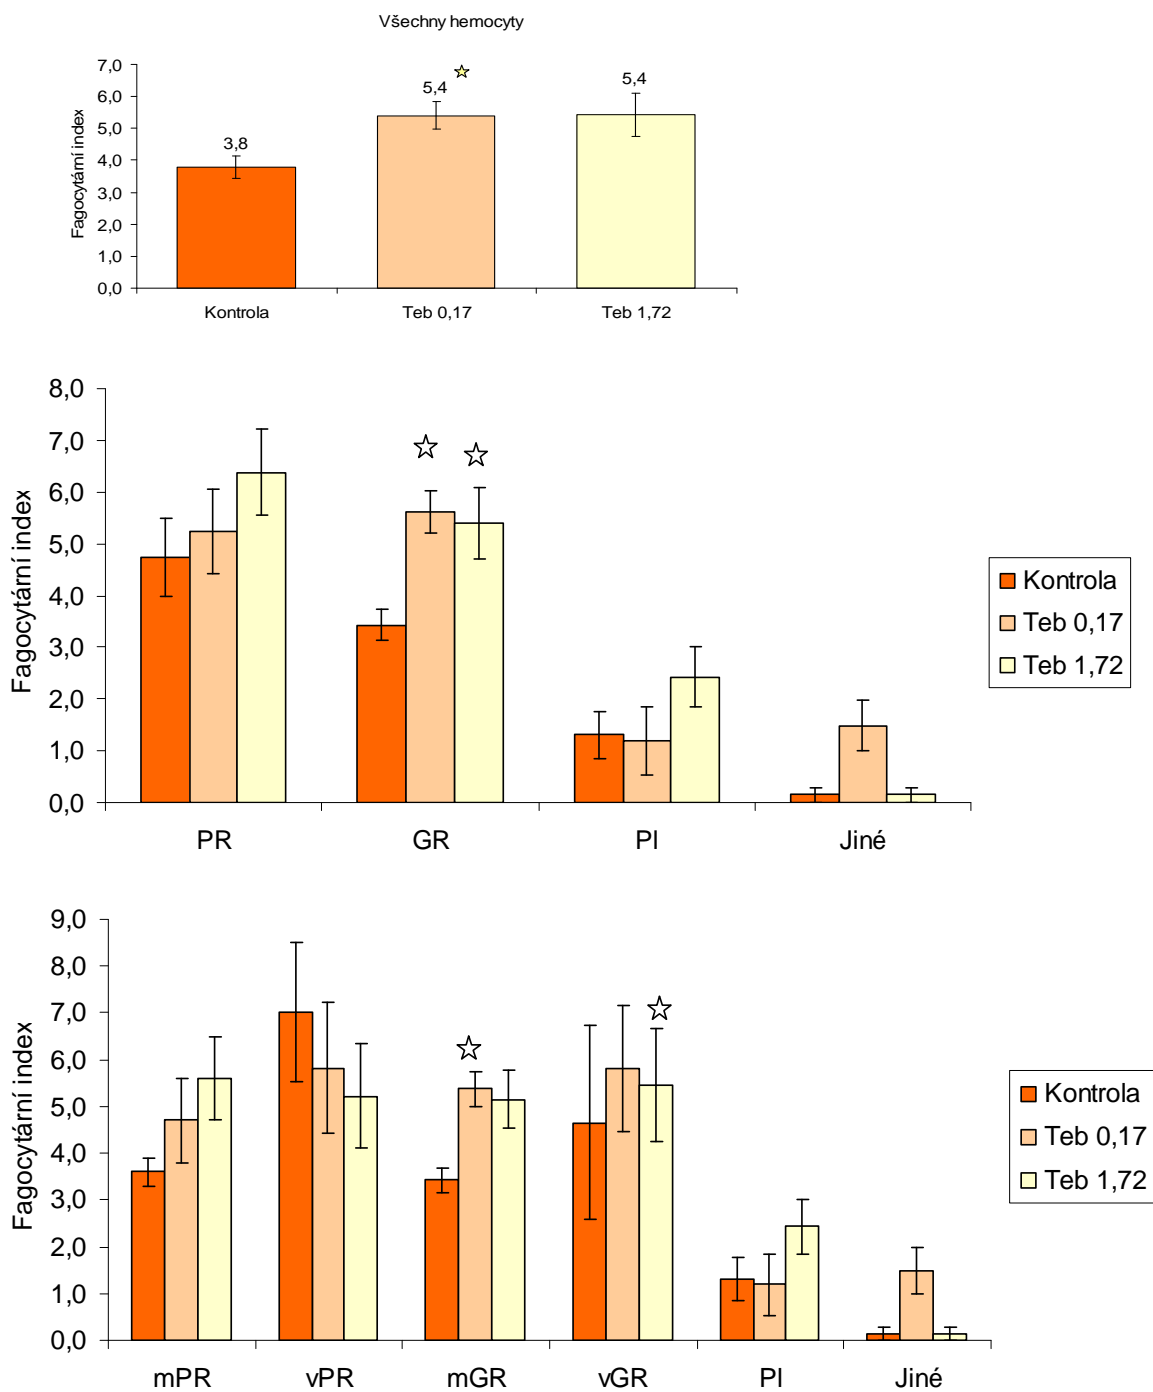 Všechny hemocyty
Fagocytární index
7,0
6,0
5,0
4,0
3,0
2,0
1,0
0,0
3,8
5,4
5,4
Kontrola Teb 0,17 Teb 1,72
Fagocytární index
8,0
7,0
6,0
5,0
4,0
3,0
2,0
1,0
0,0
PR GR Pl Jiné
Kontrola
Teb 0,17
Teb 1,72
Fagocytární index
9,0
8,0
7,0
6,0
5,0
4,0
3,0
2,0
1,0
0,0
mPR vPR mGR vGR Pl Jiné
Kontrola
Teb 0,17
Teb 1,72